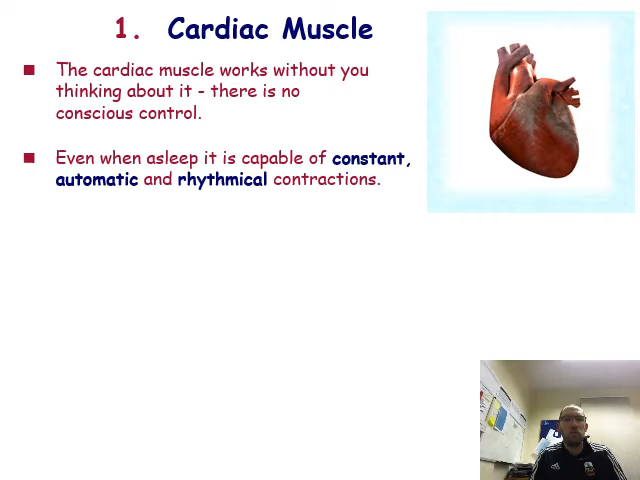 1. Cardiac Muscle
The cardiac muscle works without you
thinking about it - there is no
conscious control.
Even when asleep it is capable of constant,
automatic and rhythmical contractions.